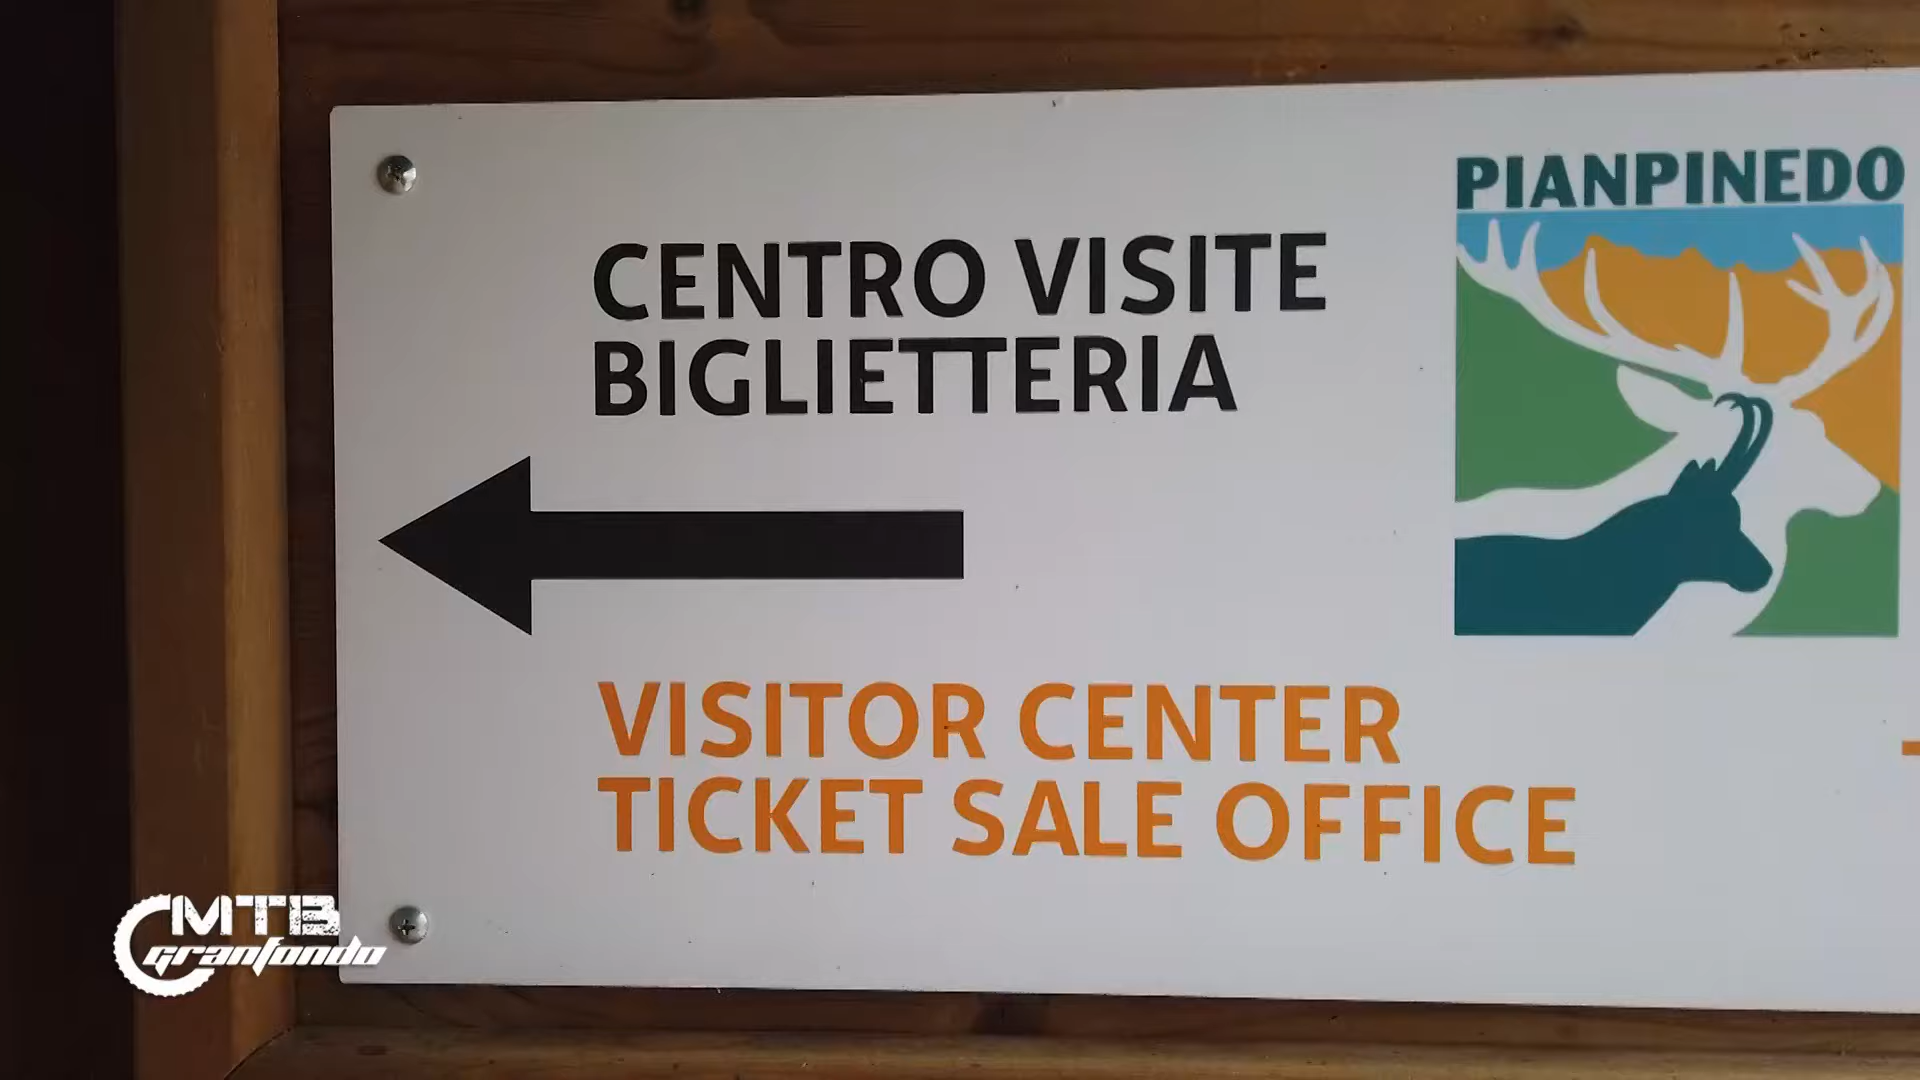 PIANPINEDO
CENTRO VISITE
BIGLIETTERIA
VISITOR CENTER
TICKET SALE OFFICE
MTB
granfondo